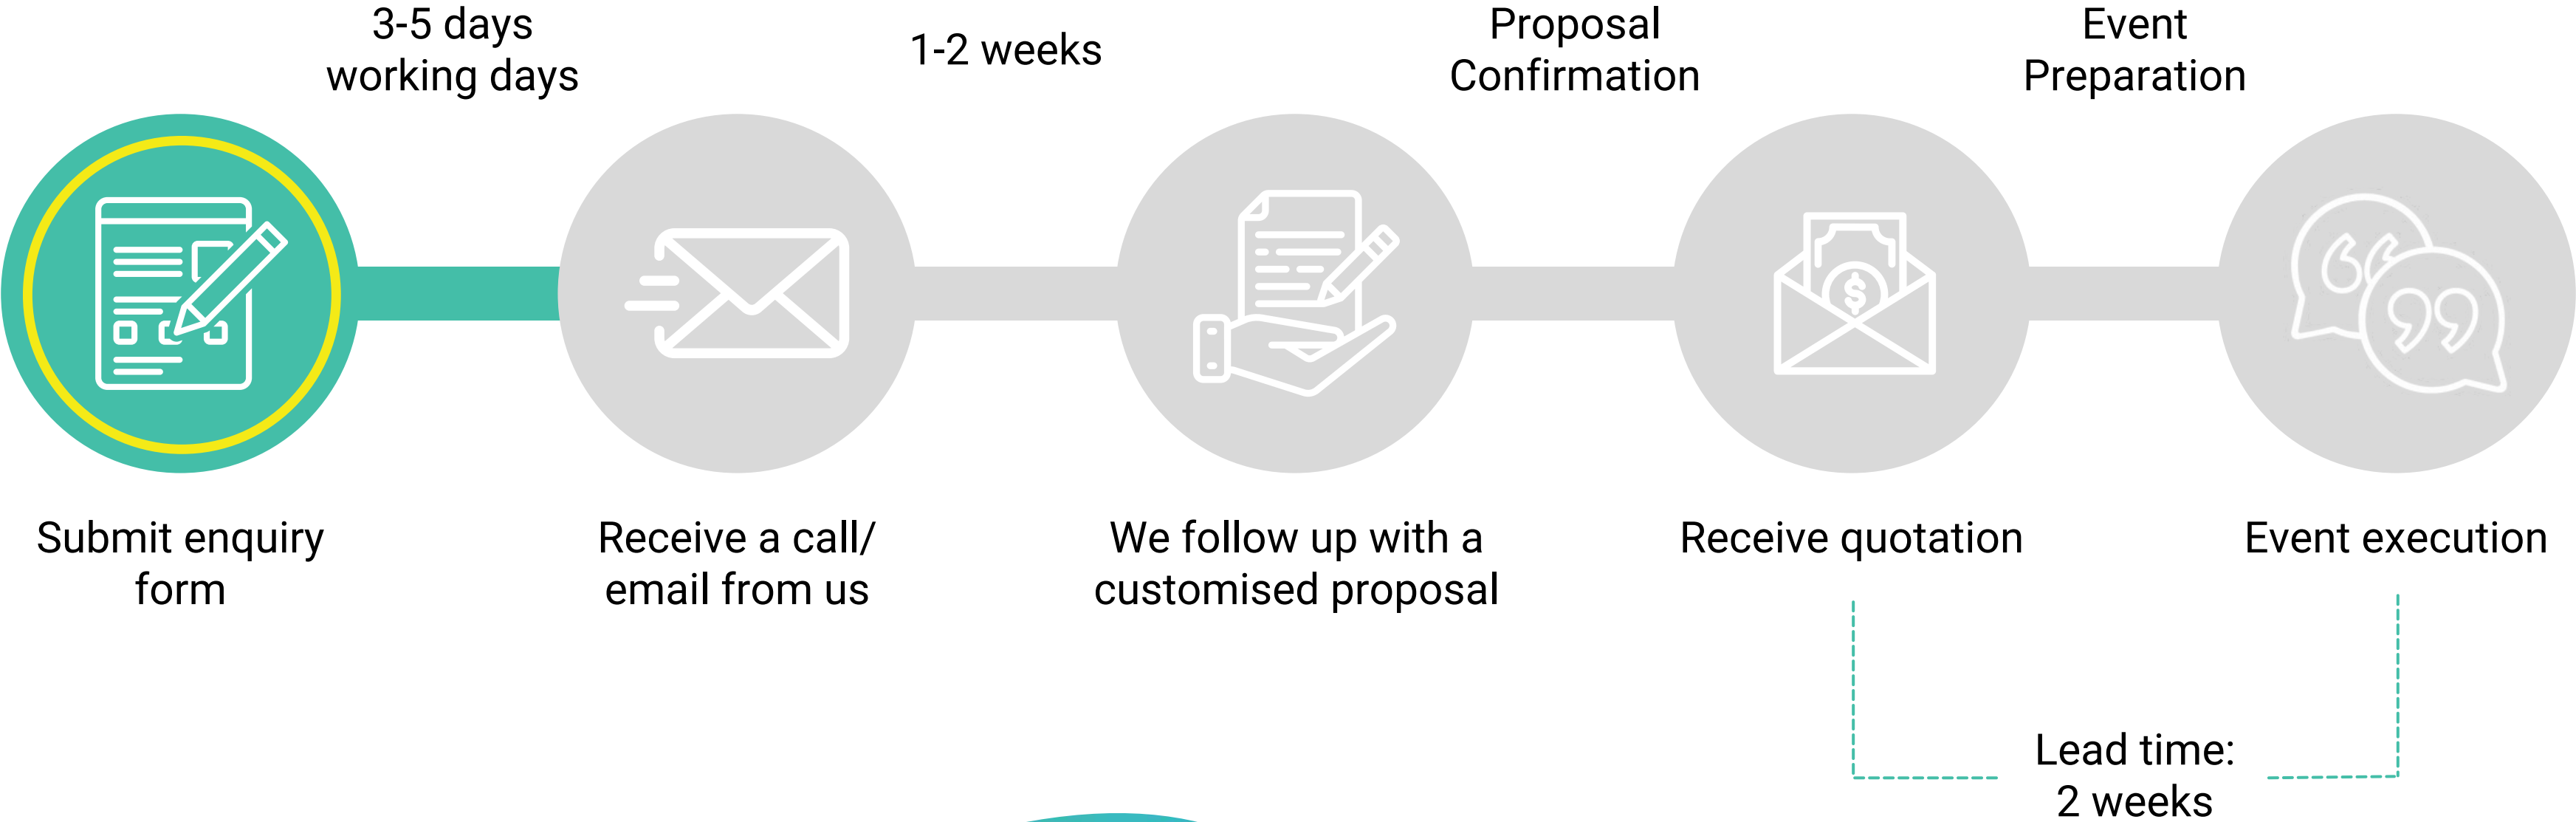 3-5 days
working days
1-2 weeks
Proposal
Confirmation
Event
Preparation
Submit enquiry
form
Receive a call/
email from us
We follow up with a
customised proposal
Receive quotation
Event execution
Lead time:
2 weeks